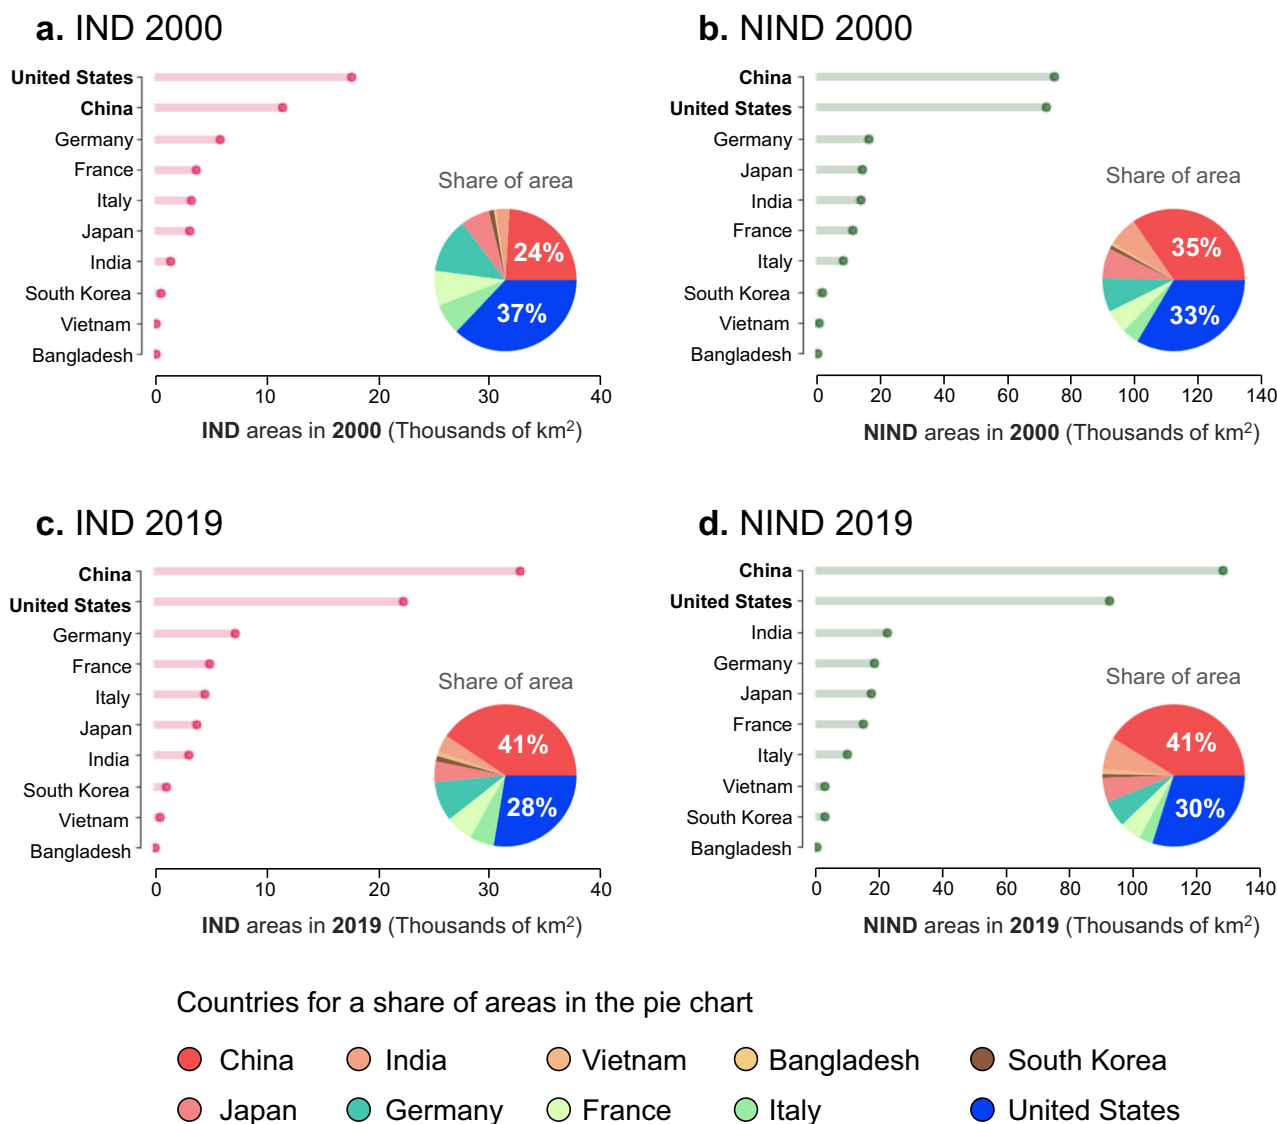 a. IND 2000
United States
China
Germany
France
Italy
Japan
India
South Korea
Vietnam
Bangladesh
0 10 20 30 40
IND areas in 2000 (Thousands of km²)
Share of area
24%
37%
b. NIND 2000
China
United States
Germany
Japan
India
France
Italy
South Korea
Vietnam
Bangladesh
0 20 40 60 80 100 120 140
NIND areas in 2000 (Thousands of km²)
Share of area
35%
33%
c. IND 2019
China
United States
Germany
France
Italy
Japan
India
South Korea
Vietnam
Bangladesh
0 10 20 30 40
IND areas in 2019 (Thousands of km²)
Share of area
41%
28%
d. NIND 2019
China
United States
India
Germany
Japan
France
Italy
Vietnam
South Korea
Bangladesh
0 20 40 60 80 100 120 140
NIND areas in 2019 (Thousands of km²)
Share of area
41%
30%
Countries for a share of areas in the pie chart
China India Vietnam Bangladesh South Korea
Japan Germany France Italy United States